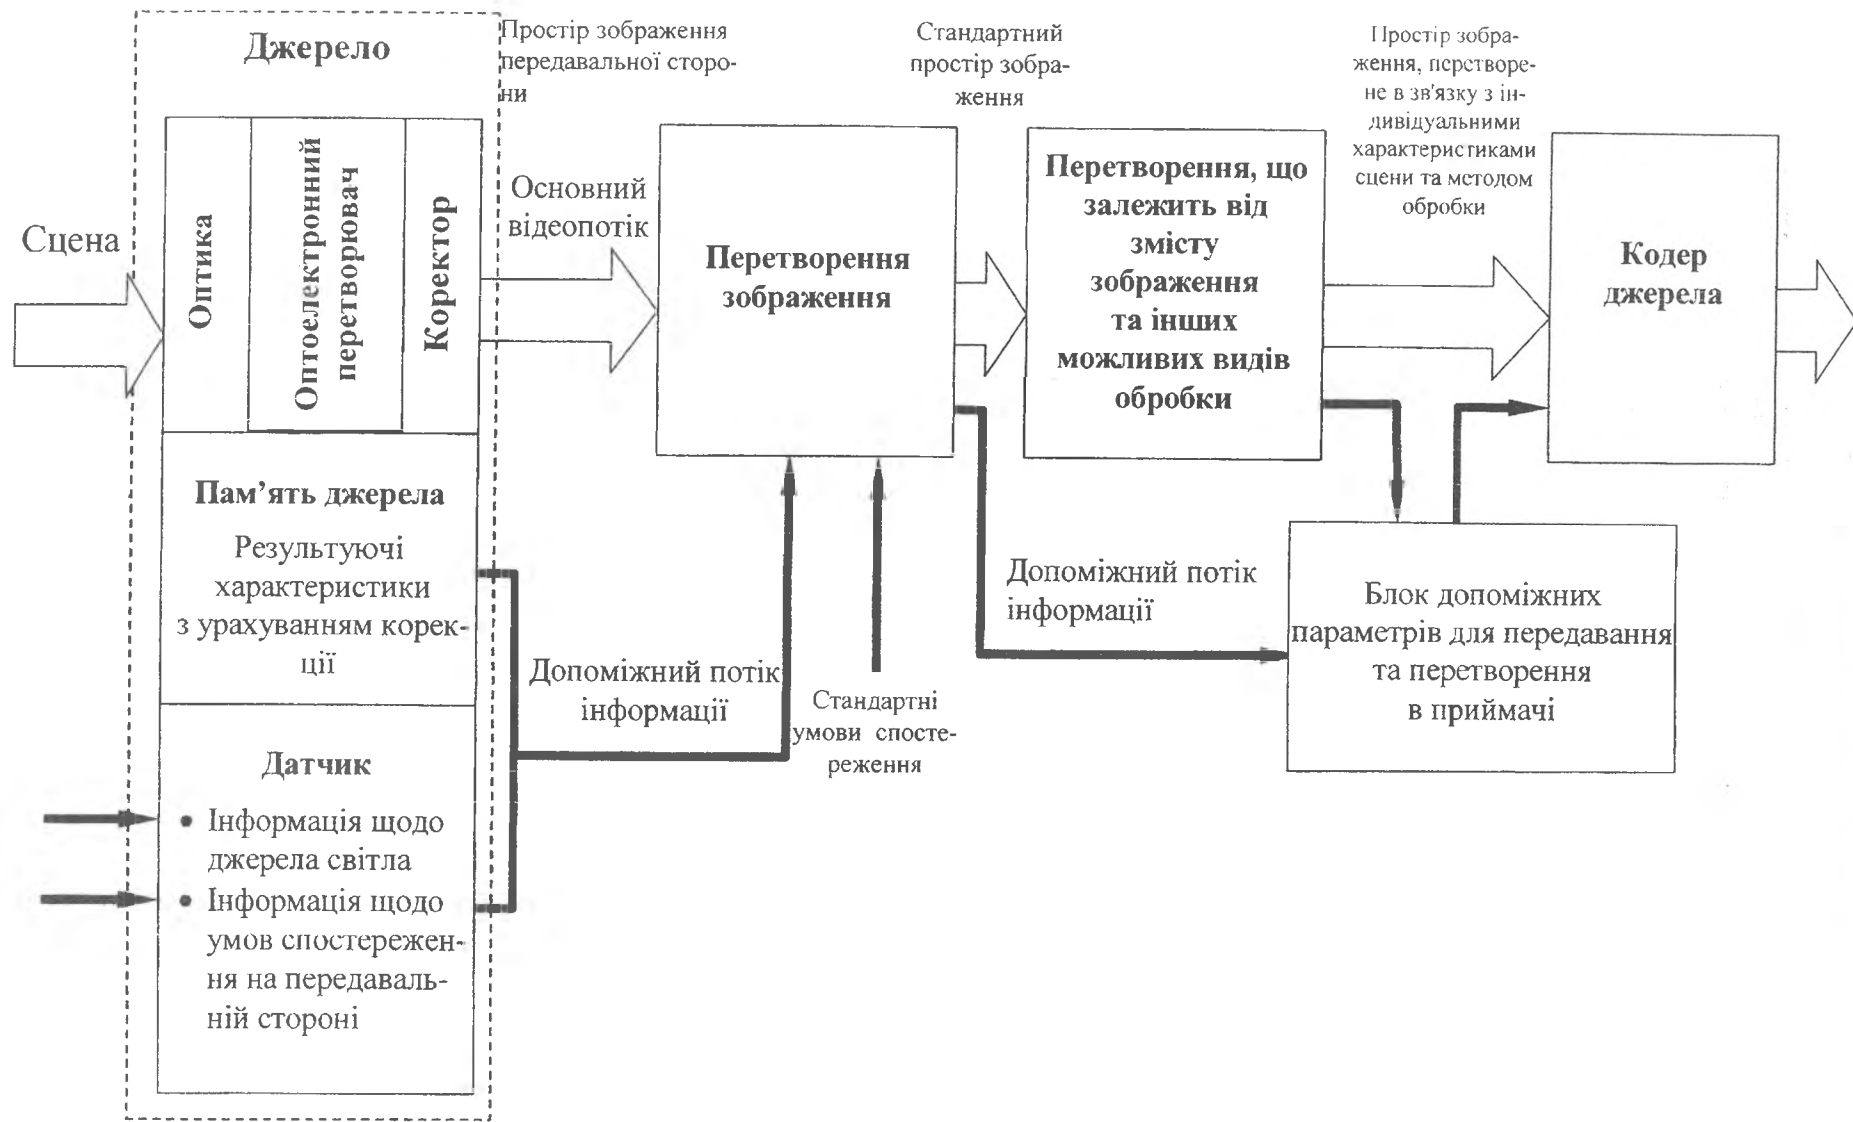 Джерело
Сцена
Оптика
Оптоелектронний
перетворювач
Коректор
Пам’ять джерела
Результуючі
характеристики
з урахуванням корек-
ції
Датчик
• Інформація щодо
джерела світла
• Інформація щодо
умов спостережен-
ня на передаваль-
ній стороні
Простір зображення
передавальної сторо-
ни
Основний
відеопотік
Допоміжний потік
інформації
Перетворення
зображення
Стандартні
умови спосте-
реження
Стандартний
простір зобра-
ження
Перетворення, що
залежить від
змісту
зображення
та інших
можливих видів
обробки
Допоміжний потік
інформації
Простір зобра-
ження, перетворе-
не в зв'язку з ін-
дивідуальними
характеристиками
сцени та методом
обробки
Кодер
джерела
Блок допоміжних
параметрів для передавання
та перетворення
в приймачі